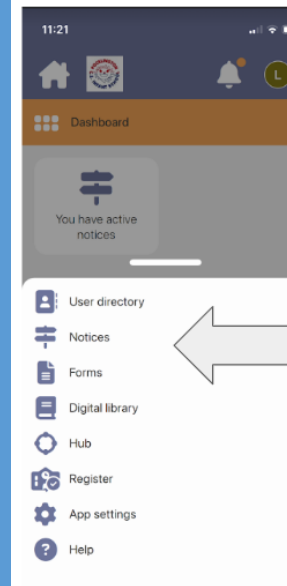 11:21
L
Dashboard
You have active
notices
User directory
Notices
Forms
Digital library
Hub
Register
App settings
? Help